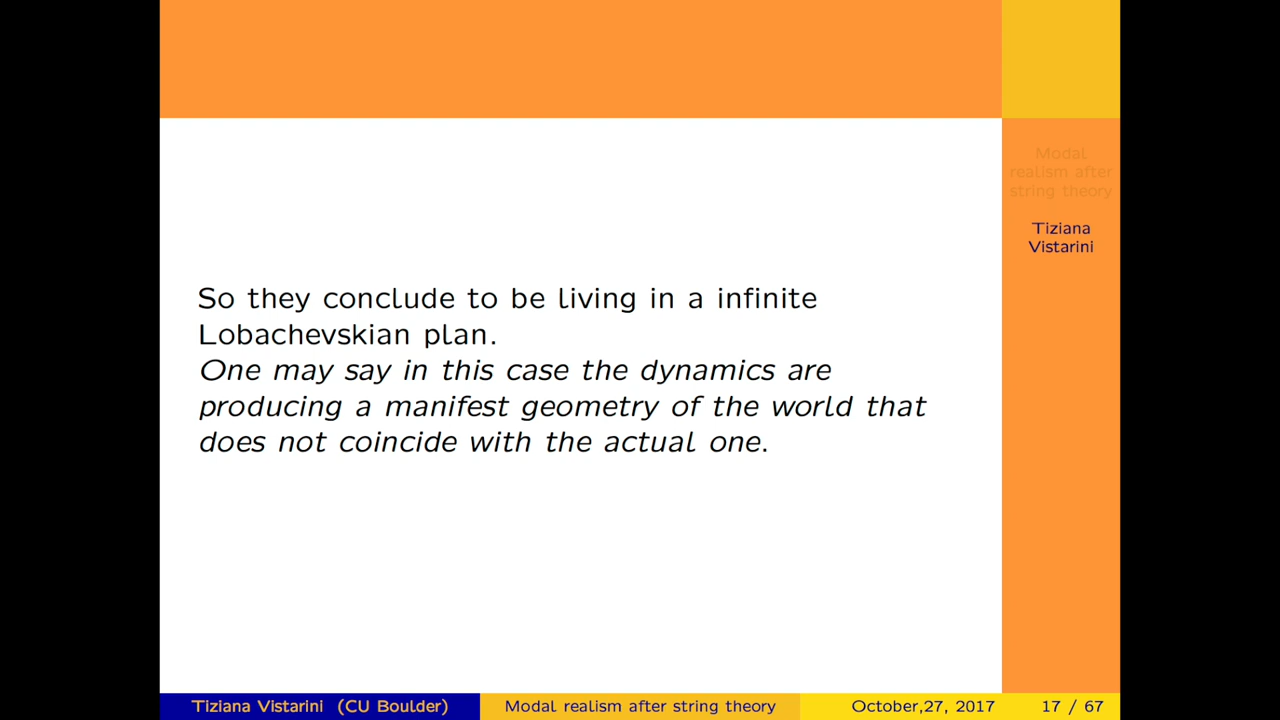 So they conclude to be living in a infinite
Lobachevskian plan.
One may say in this case the dynamics are
producing a manifest geometry of the world that
does not coincide with the actual one.
Modal
realism after
string theory
Tiziana
Vistarini
Tiziana Vistarini (CU Boulder)
Modal realism after string theory
October,27, 2017
17 / 67